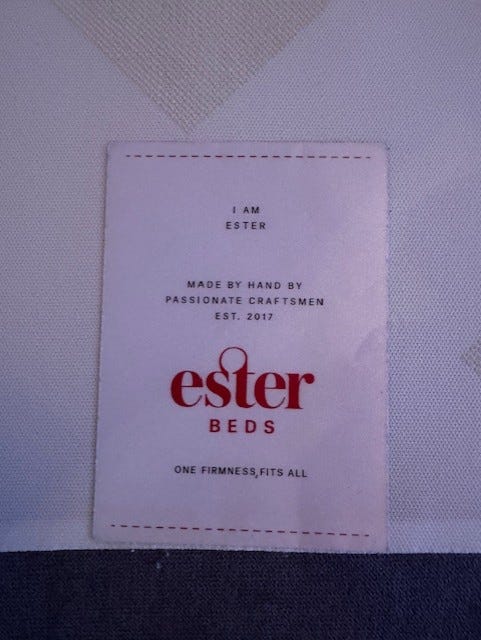 I AM
ESTER
MADE BY HAND BY
PASSIONATE CRAFTSMEN
EST. 2017
ester
BEDS
ONE FIRMNESS, FITS ALL